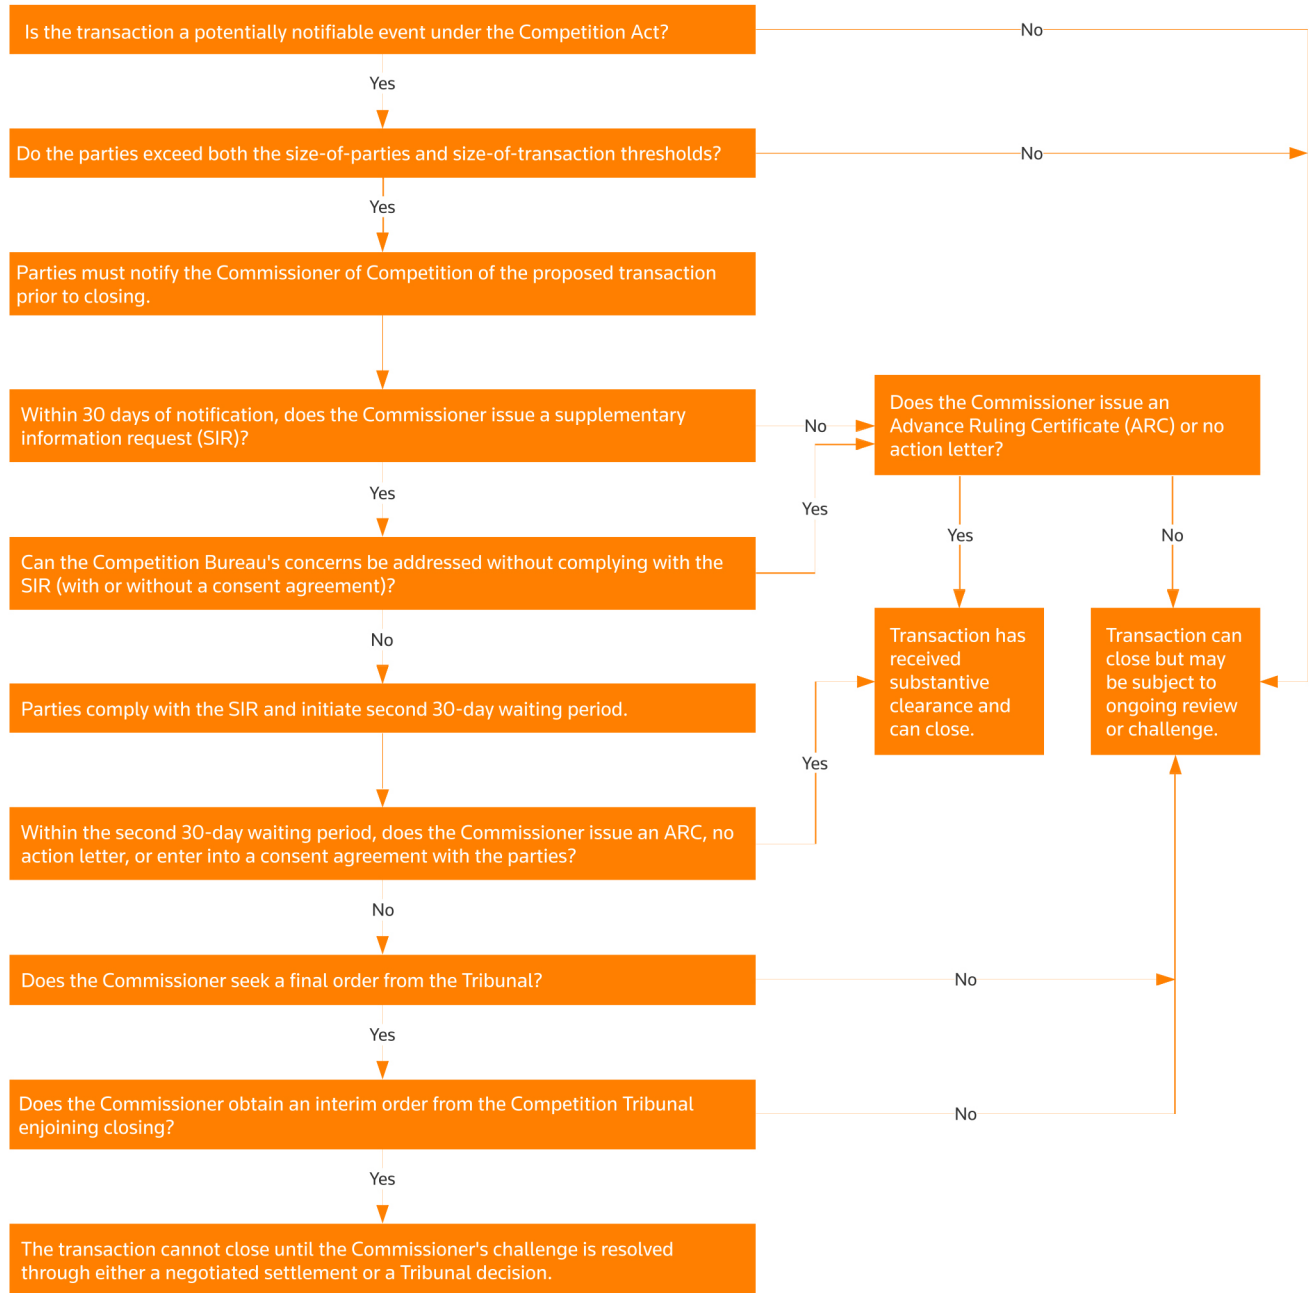 Is the transaction a potentially notifiable event under the Competition Act?
No
Yes
Do the parties exceed both the size-of-parties and size-of-transaction thresholds?
No
Yes
Parties must notify the Commissioner of Competition of the proposed transaction
prior to closing.
Within 30 days of notification, does the Commissioner issue a supplementary
information request (SIR)?
No
Does the Commissioner issue an
Advance Ruling Certificate (ARC) or no
action letter?
Yes
Yes
Yes
No
Can the Competition Bureau's concerns be addressed without complying with the
SIR (with or without a consent agreement)?
No
Transaction has
received
substantive
clearance and
can close.
Transaction can
close but may
be subject to
ongoing review
or challenge.
Parties comply with the SIR and initiate second 30-day waiting period.
Yes
Within the second 30-day waiting period, does the Commissioner issue an ARC, no
action letter, or enter into a consent agreement with the parties?
No
Does the Commissioner seek a final order from the Tribunal?
No
Yes
Does the Commissioner obtain an interim order from the Competition Tribunal
enjoining closing?
No
Yes
The transaction cannot close until the Commissioner's challenge is resolved
through either a negotiated settlement or a Tribunal decision.